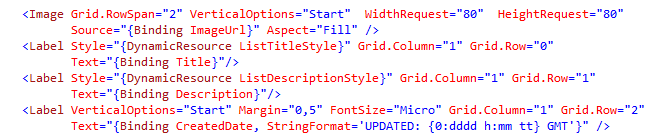 <Image Grid.RowSpan="2" VerticalOptions="Start"  WidthRequest="80"  HeightRequest="80"
Source="{Binding ImageUrl}" Aspect="Fill" />
<Label Style="{DynamicResource ListTitleStyle}" Grid.Column="1" Grid.Row="0"
Text="{Binding Title}"/>
<Label Style="{DynamicResource ListDescriptionStyle}" Grid.Column="1" Grid.Row="1"
Text="{Binding Description}"/>
<Label VerticalOptions="Start" Margin="0,5" FontSize="Micro" Grid.Column="1" Grid.Row="2"
Text="{Binding CreatedDate, StringFormat='UPDATED: {0:dddd h:mm tt} GMT'}" />